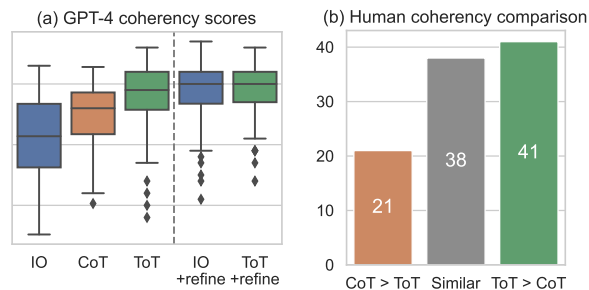 (a) GPT-4 coherency scores
IO
CoT
ToT
IO
+refine
ToT
+refine
(b) Human coherency comparison
40
30
20
10
0
21
38
41
CoT > ToT
Similar
ToT > CoT